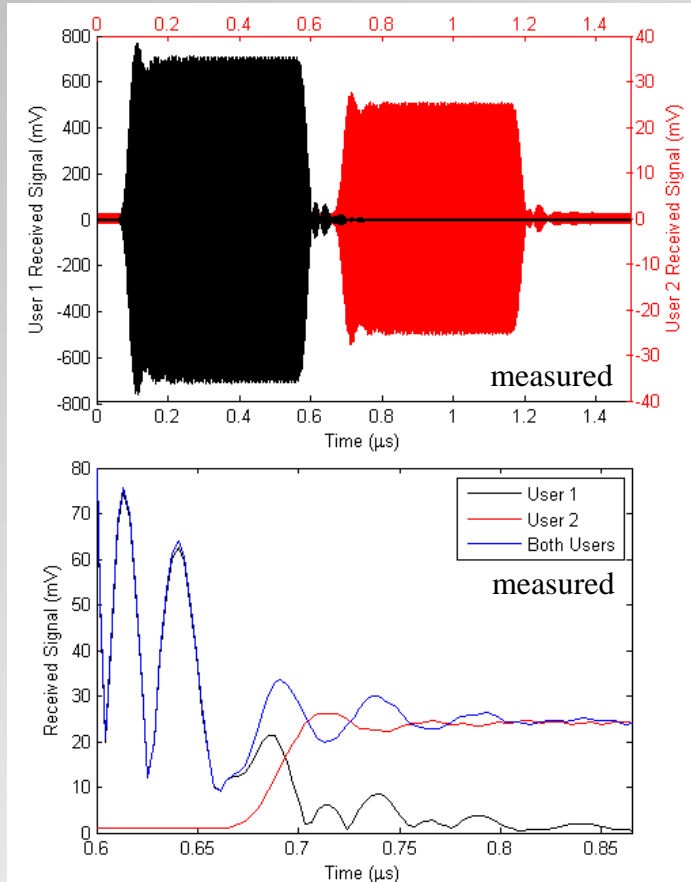 0 0.2 0.4 0.6 0.8 1 1.2 1.4
800 600 400 200 0 -200 -400 -600 -800
User 1 Received Signal (mV)
40 30 20 10 0 -10 -20 -30 -40
User 2 Received Signal (mV)
measured
0 0.2 0.4 0.6 0.8 1 1.2 1.4
Time (μs)
80 70 60 50 40 30 20 10 0
Received Signal (mV)
User 1
User 2
Both Users
measured
0.6 0.65 0.7 0.75 0.8 0.85
Time (μs)